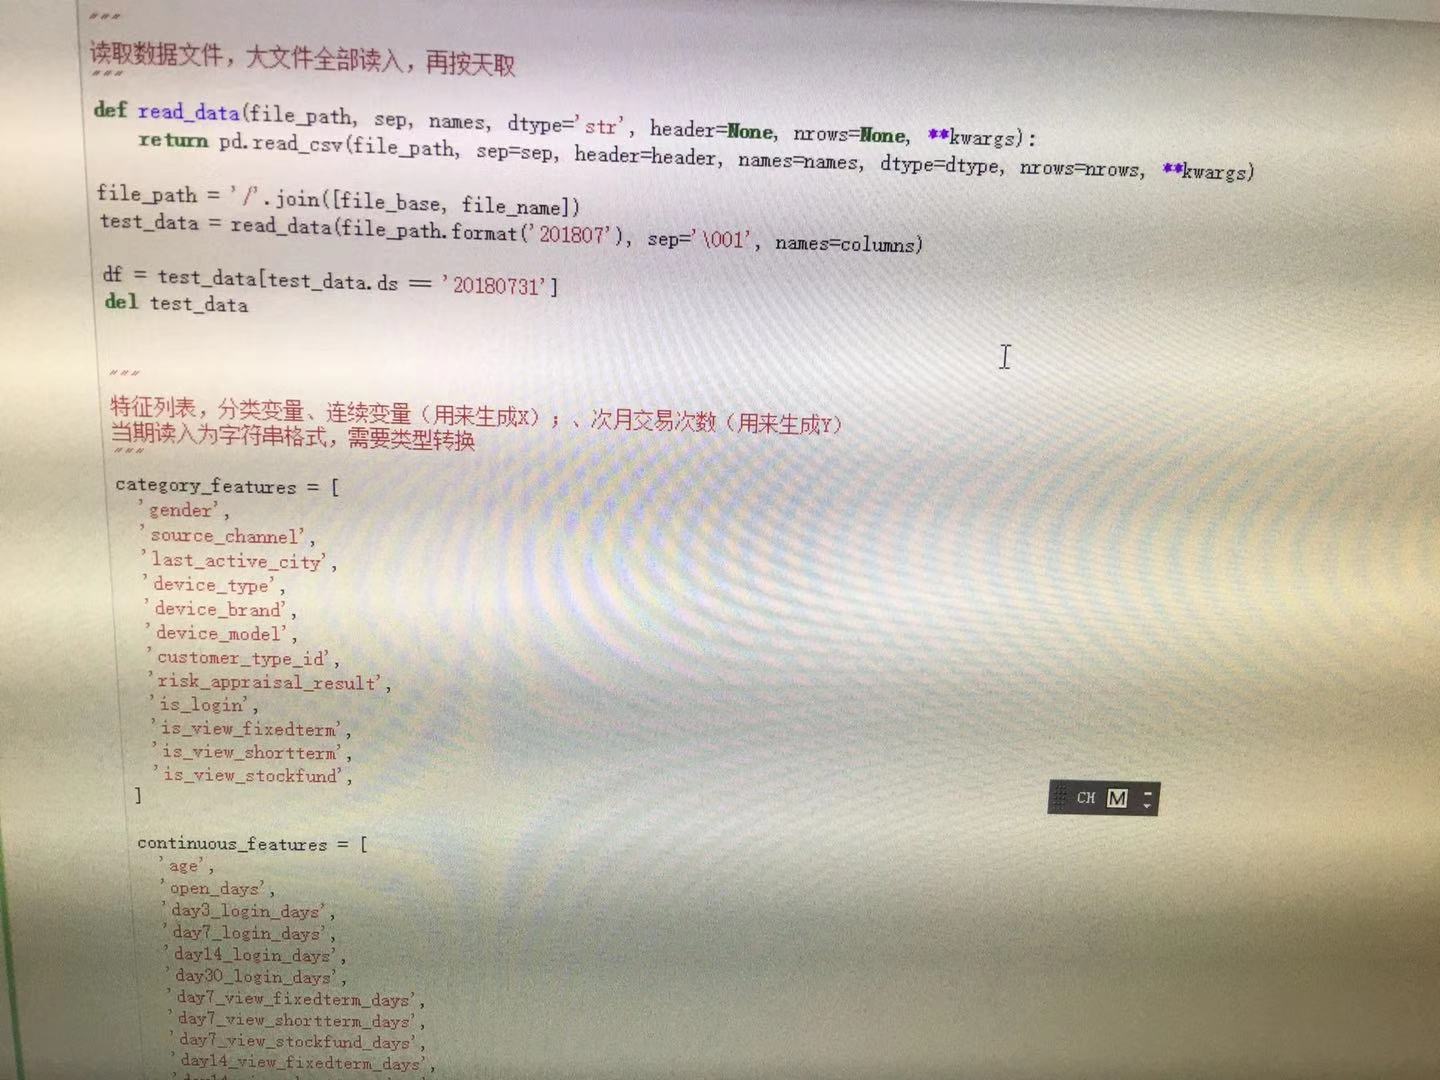 """
读取数据文件，大文件全部读入，再按天取
"""
def read_data(file_path, sep, names, dtype='str', header=None, nrows=None, **kwargs):
    return pd.read_csv(file_path, sep=sep, header=header, names=names, dtype=dtype, nrows=nrows, **kwargs)
file_path = '/'.join([file_base, file_name])
test_data = read_data(file_path.format('201807'), sep='\001', names=columns)
df = test_data[test_data.ds == '20180731']
del test_data
"""
特征列表，分类变量、连续变量（用来生成X）；、次月交易次数（用来生成Y）
当期读入为字符串格式，需要类型转换
"""
category_features = [
'gender',
'source_channel',
'last_active_city',
'device_type',
'device_brand',
'device_model',
'customer_type_id',
'risk_appraisal_result',
'is_login',
'is_view_fixedterm',
'is_view_shortterm',
'is_view_stockfund',
]
CH M
continuous_features = [
'age',
'open_days',
'day3_login_days',
'day7_login_days',
'day14_login_days',
'day30_login_days',
'day7_view_fixedterm_days',
'day7_view_shortterm_days',
'day7_view_stockfund_days',
'day14_view_fixedterm_days',